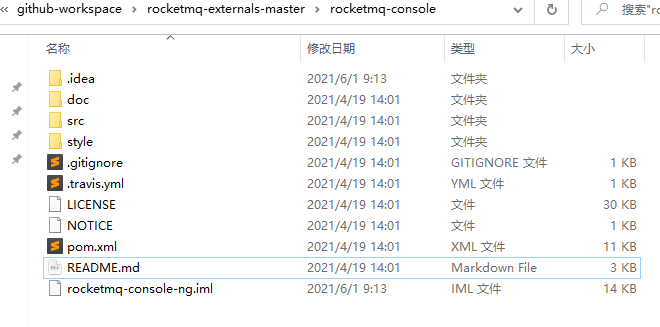 « github-workspace > rocketmq-externals-master > rocketmq-console 搜索"ro
名称 修改日期 类型 大小
.idea 2021/6/1 9:13 文件夹
doc 2021/4/19 14:01 文件夹
src 2021/4/19 14:01 文件夹
style 2021/4/19 14:01 文件夹
.gitignore 2021/4/19 14:01 GITIGNORE 文件 1 KB
.travis.yml 2021/4/19 14:01 YML 文件 1 KB
LICENSE 2021/4/19 14:01 文件 30 KB
NOTICE 2021/4/19 14:01 文件 1 KB
pom.xml 2021/4/19 14:01 XML 文件 11 KB
README.md 2021/4/19 14:01 Markdown File 3 KB
rocketmq-console-ng.iml 2021/6/1 9:13 IML 文件 14 KB